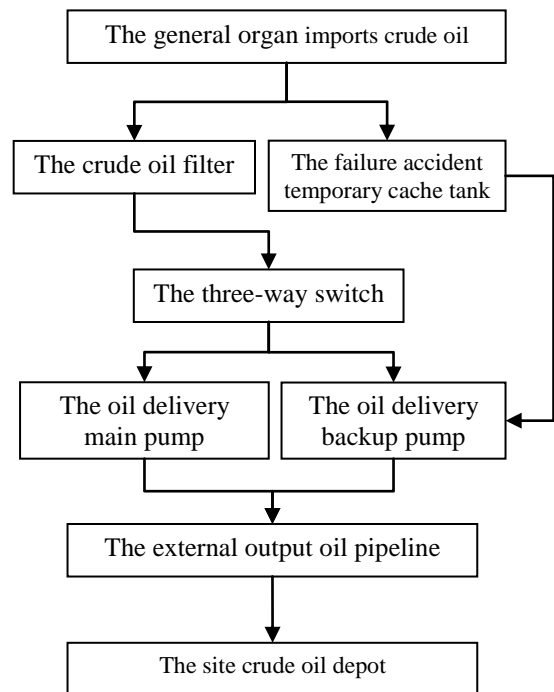 The general organ imports crude oil
The crude oil filter
The failure accident
temporary cache tank
The three-way switch
The oil delivery
main pump
The oil delivery
backup pump
The external output oil pipeline
The site crude oil depot